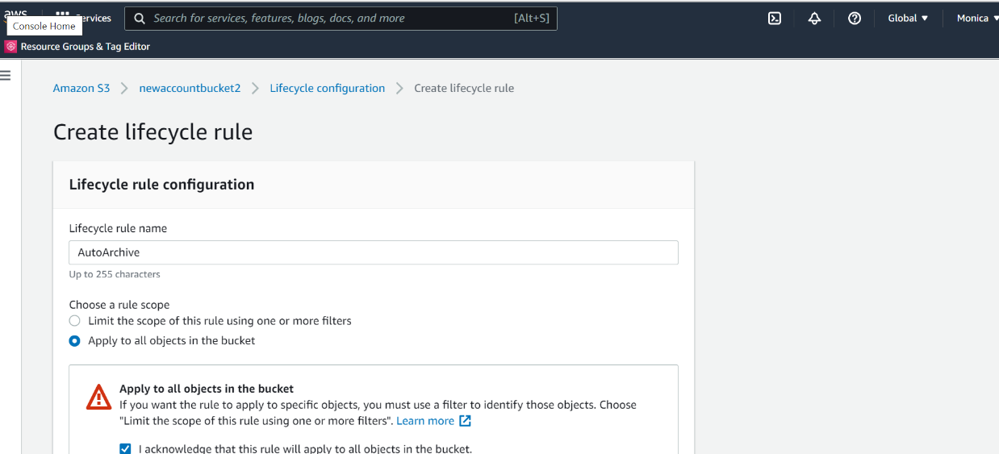 aws
Services
Search for services, features, blogs, docs, and more
[Alt+S]
Global
Monica
Console Home
Resource Groups & Tag Editor
Amazon S3 > newaccountbucket2 > Lifecycle configuration > Create lifecycle rule
Create lifecycle rule
Lifecycle rule configuration
Lifecycle rule name
AutoArchive
Up to 255 characters
Choose a rule scope
Limit the scope of this rule using one or more filters
Apply to all objects in the bucket
Apply to all objects in the bucket
If you want the rule to apply to specific objects, you must use a filter to identify those objects. Choose
"Limit the scope of this rule using one or more filters". Learn more
I acknowledge that this rule will apply to all objects in the bucket.